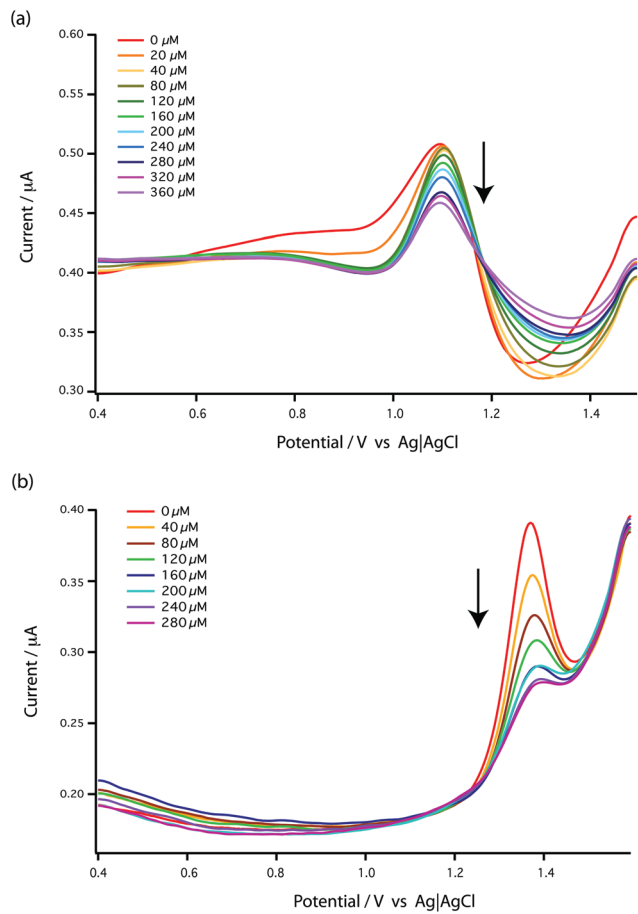 (a)
0.60
0.55
0.50
0.45
0.40
0.35
0.30
Current / µA
0 µM
20 µM
40 µM
80 µM
120 µM
160 µM
200 µM
240 µM
280 µM
320 µM
360 µM
0.4 0.6 0.8 1.0 1.2 1.4
Potential / V vs Ag|AgCl
(b)
0.40
0.35
0.30
0.25
0.20
Current / µA
0 µM
40 µM
80 µM
120 µM
160 µM
200 µM
240 µM
280 µM
0.4 0.6 0.8 1.0 1.2 1.4
Potential / V vs Ag|AgCl